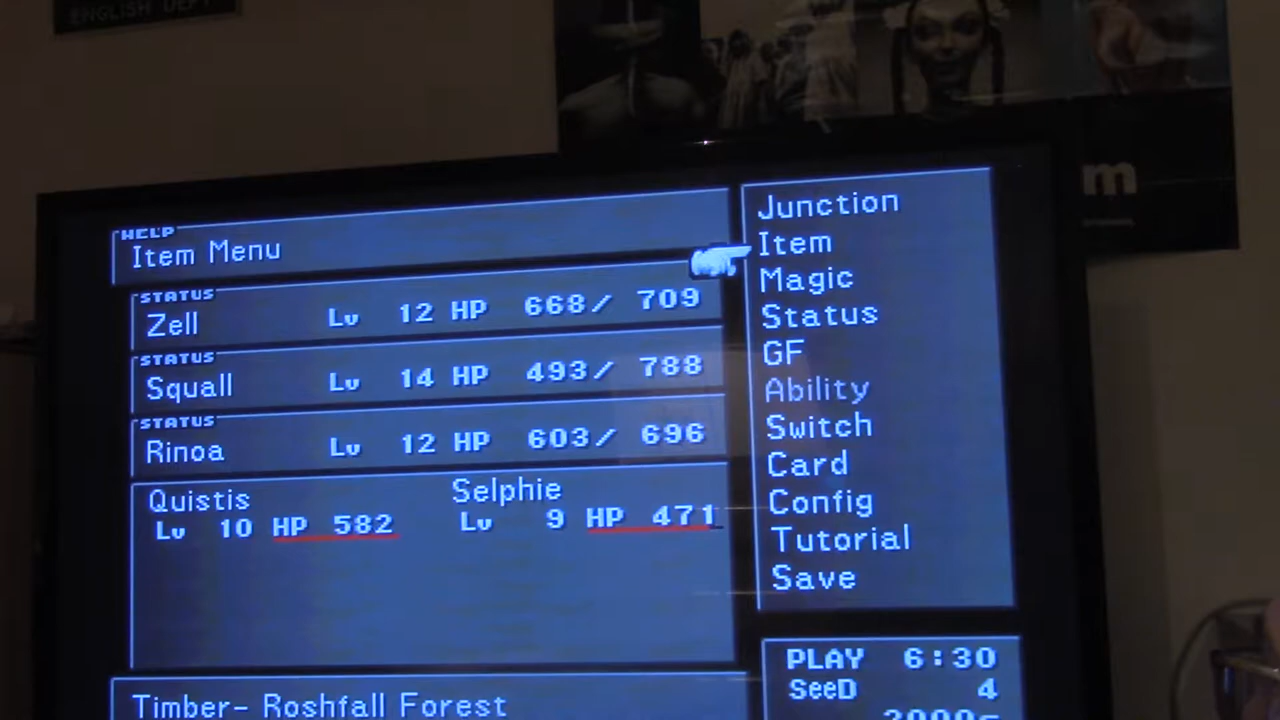 ENGLISH DEPT
m
HELP
Item Menu
STATUS
Zell Lv 12 HP 668/ 709
STATUS
Squall Lv 14 HP 493/ 788
STATUS
Rinoa Lv 12 HP 603/ 696
Quistis Selphie
Lv 10 HP 582 Lv 9 HP 471
Timber- Roshfall Forest
Junction
Item
Magic
Status
GF
Ability
Switch
Card
Config
Tutorial
Save
PLAY 6:30
SeeD 4